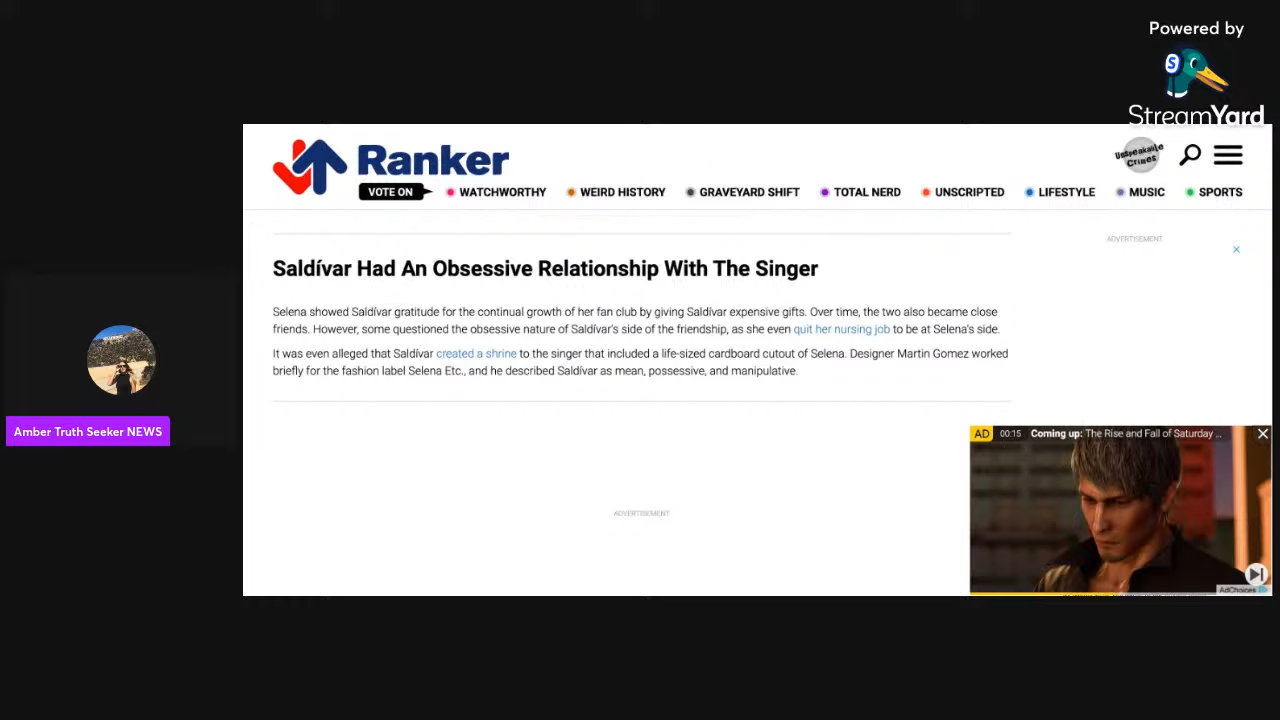 Powered by
StreamYard
Ranker
Unspeakable
Crimes
VOTE ON
WATCHWORTHY
WEIRD HISTORY
GRAVEYARD SHIFT
TOTAL NERD
UNSCRIPTED
LIFESTYLE
MUSIC
SPORTS
ADVERTISEMENT
Saldívar Had An Obsessive Relationship With The Singer
Selena showed Saldívar gratitude for the continual growth of her fan club by giving Saldívar expensive gifts. Over time, the two also became close
friends. However, some questioned the obsessive nature of Saldívar's side of the friendship, as she even quit her nursing job to be at Selena's side.
It was even alleged that Saldívar created a shrine to the singer that included a life-sized cardboard cutout of Selena. Designer Martin Gomez worked
briefly for the fashion label Selena Etc., and he described Saldívar as mean, possessive, and manipulative.
Amber Truth Seeker NEWS
AD 00:15 Coming up: The Rise and Fall of Saturday ...
ADVERTISEMENT
AdChoices